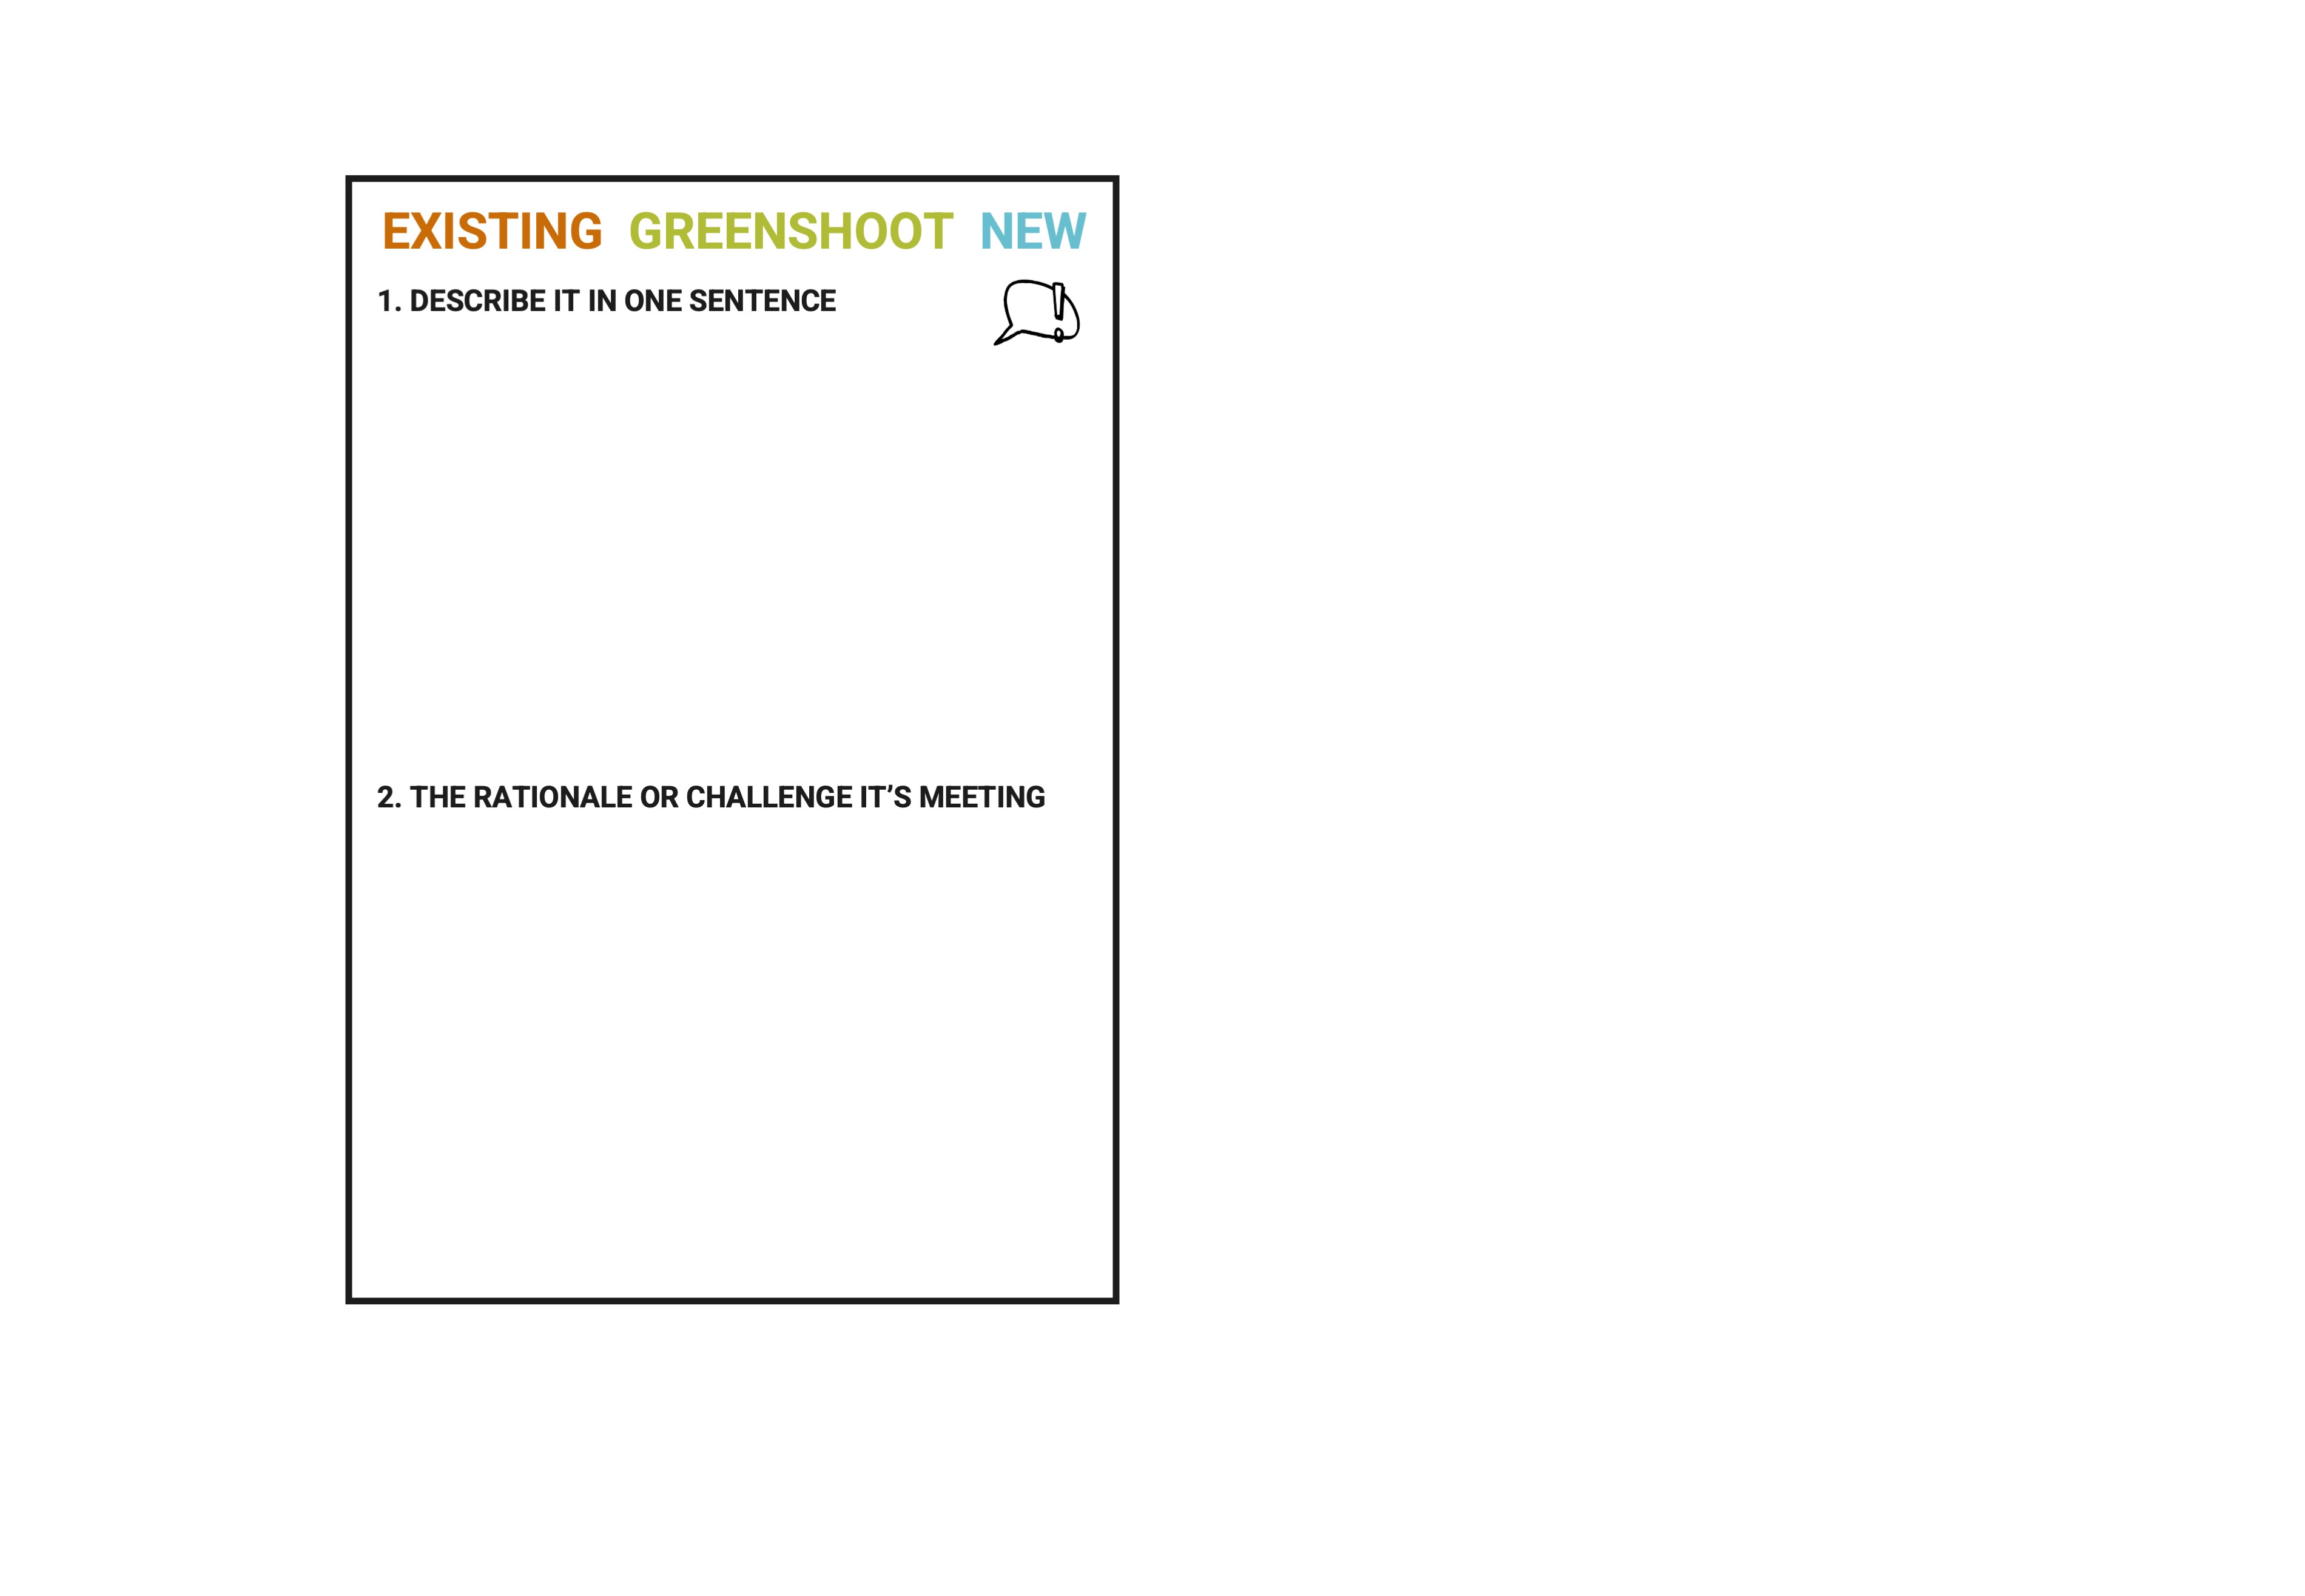 EXISTING GREENSHOOT NEW
1. DESCRIBE IT IN ONE SENTENCE
2. THE RATIONALE OR CHALLENGE IT’S MEETING